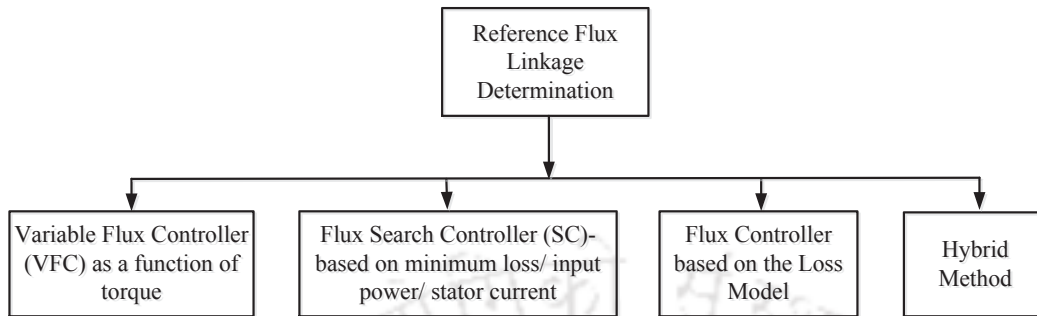 Reference Flux
Linkage
Determination
Variable Flux Controller
(VFC) as a function of
torque
Flux Search Controller (SC)-
based on minimum loss/ input
power/ stator current
Flux Controller
based on the Loss
Model
Hybrid
Method